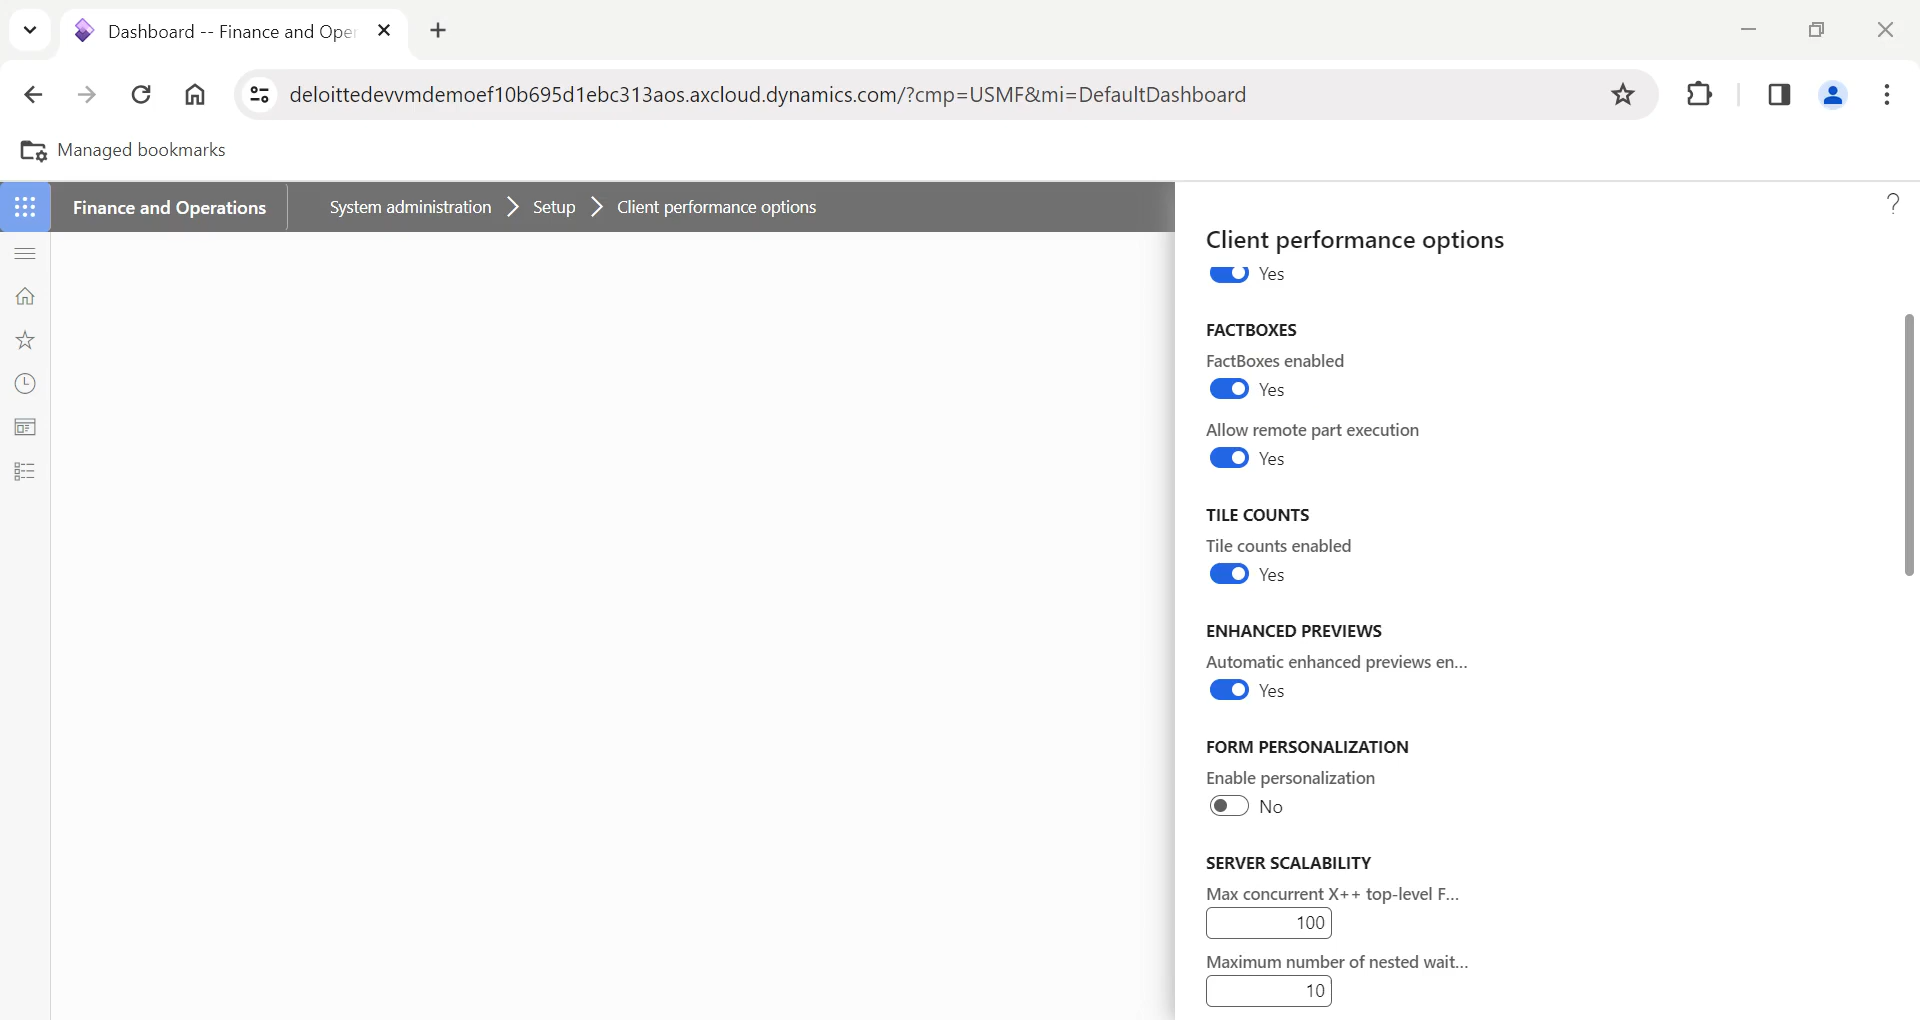 Dashboard -- Finance and Oper
deloittedevvmdemoef10b695d1ebc313aos.axcloud.dynamics.com/?cmp=USMF&mi=DefaultDashboard
Managed bookmarks
Finance and Operations
System administration
Setup
Client performance options
?
Client performance options
Yes
FACTBOXES
FactBoxes enabled
Yes
Allow remote part execution
Yes
TILE COUNTS
Tile counts enabled
Yes
ENHANCED PREVIEWS
Automatic enhanced previews en...
Yes
FORM PERSONALIZATION
Enable personalization
No
SERVER SCALABILITY
Max concurrent X++ top-level F...
100
Maximum number of nested wait...
10